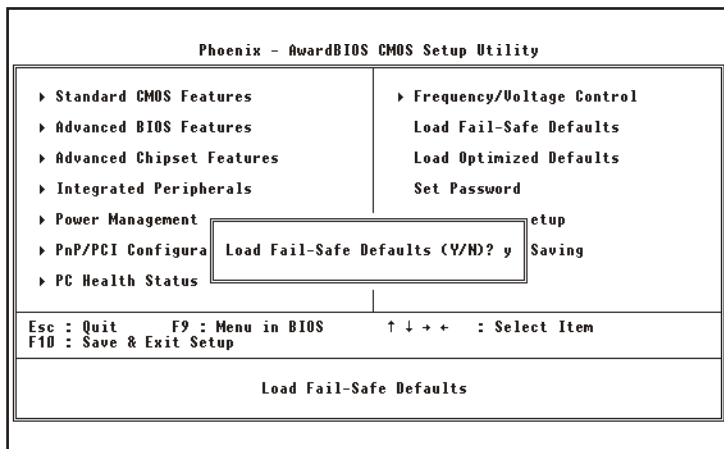 Phoenix - AwardBIOS CMOS Setup Utility
▸ Standard CMOS Features
▸ Advanced BIOS Features
▸ Advanced Chipset Features
▸ Integrated Peripherals
▸ Power Management
▸ PnP/PCI Configura
▸ PC Health Status
▸ Frequency/Voltage Control
Load Fail-Safe Defaults
Load Optimized Defaults
Set Password
etup
Saving
Load Fail-Safe Defaults (Y/N)? y
Esc : Quit F9 : Menu in BIOS ↑ ↓ → ← : Select Item
F10 : Save & Exit Setup
Load Fail-Safe Defaults